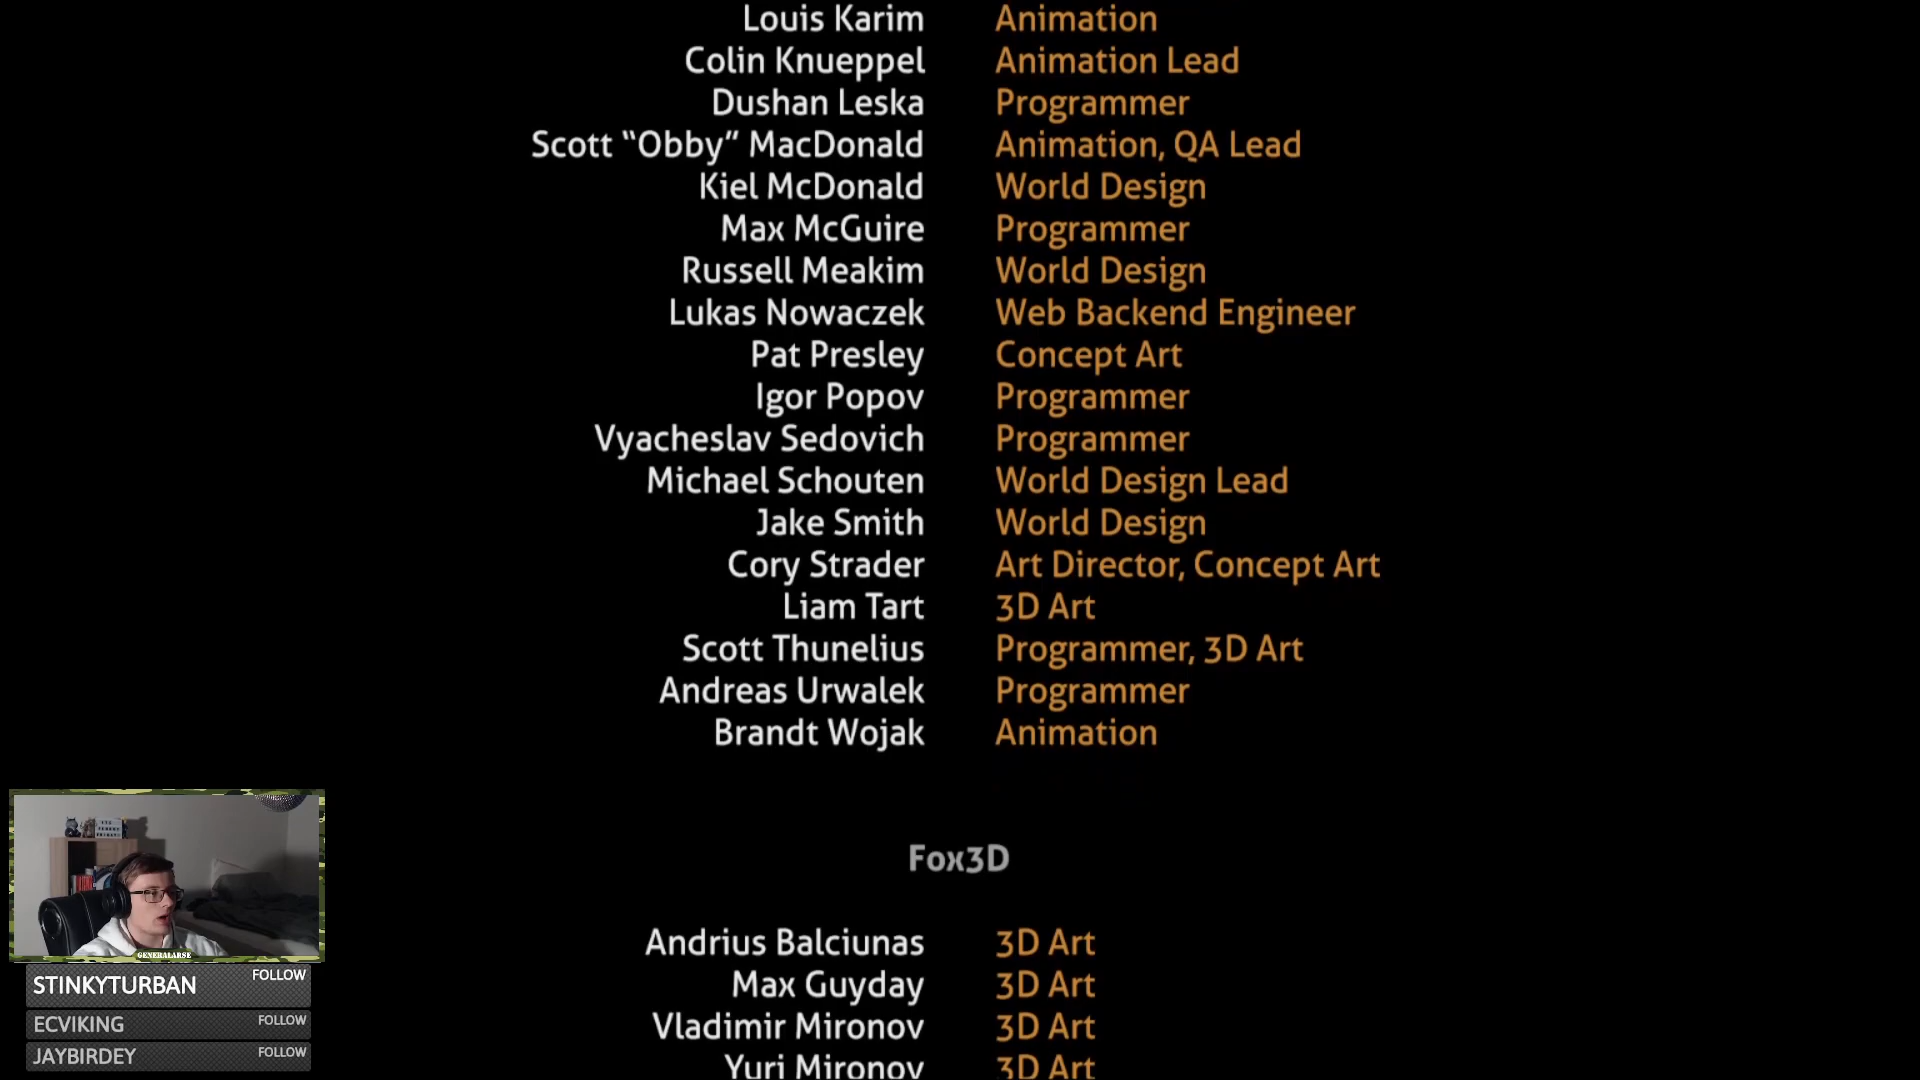 Louis Karim Animation
Colin Knueppel Animation Lead
Dushan Leska Programmer
Scott “Obby” MacDonald Animation, QA Lead
Kiel McDonald World Design
Max McGuire Programmer
Russell Meakim World Design
Lukas Nowaczek Web Backend Engineer
Pat Presley Concept Art
Igor Popov Programmer
Vyacheslav Sedovich Programmer
Michael Schouten World Design Lead
Jake Smith World Design
Cory Strader Art Director, Concept Art
Liam Tart 3D Art
Scott Thunelius Programmer, 3D Art
Andreas Urwalek Programmer
Brandt Wojak Animation
Fox3D
Andrius Balciunas 3D Art
Max Guyday 3D Art
Vladimir Mironov 3D Art
Yuri Mironov 3D Art
GENERALARSE
STINKYTURBAN FOLLOW
ECVIKING FOLLOW
JAYBIRDEY FOLLOW